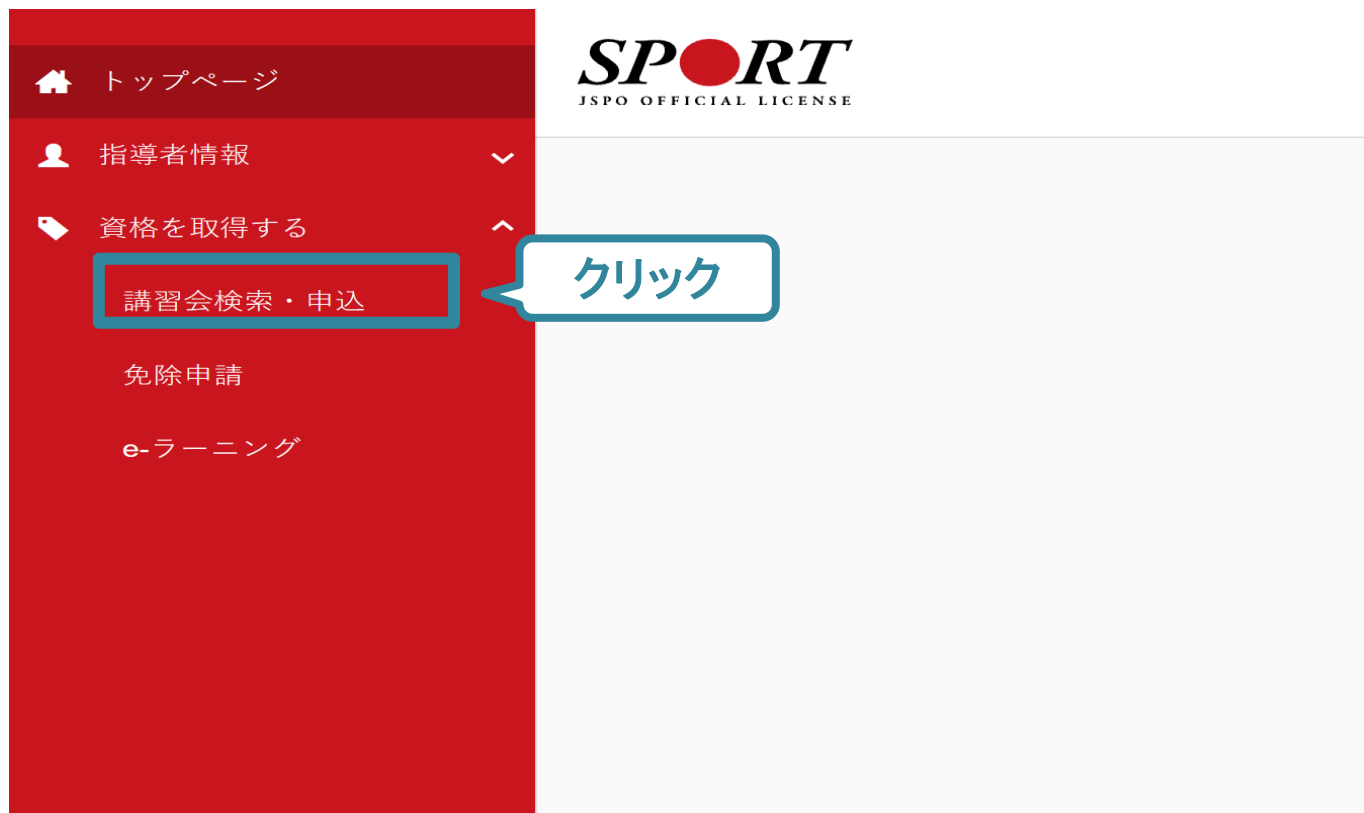 トップページ
指導者情報
資格を取得する
講習会検索・申込
免除申請
e-ラーニング
クリック
SPORT
JSPO OFFICIAL LICENSE